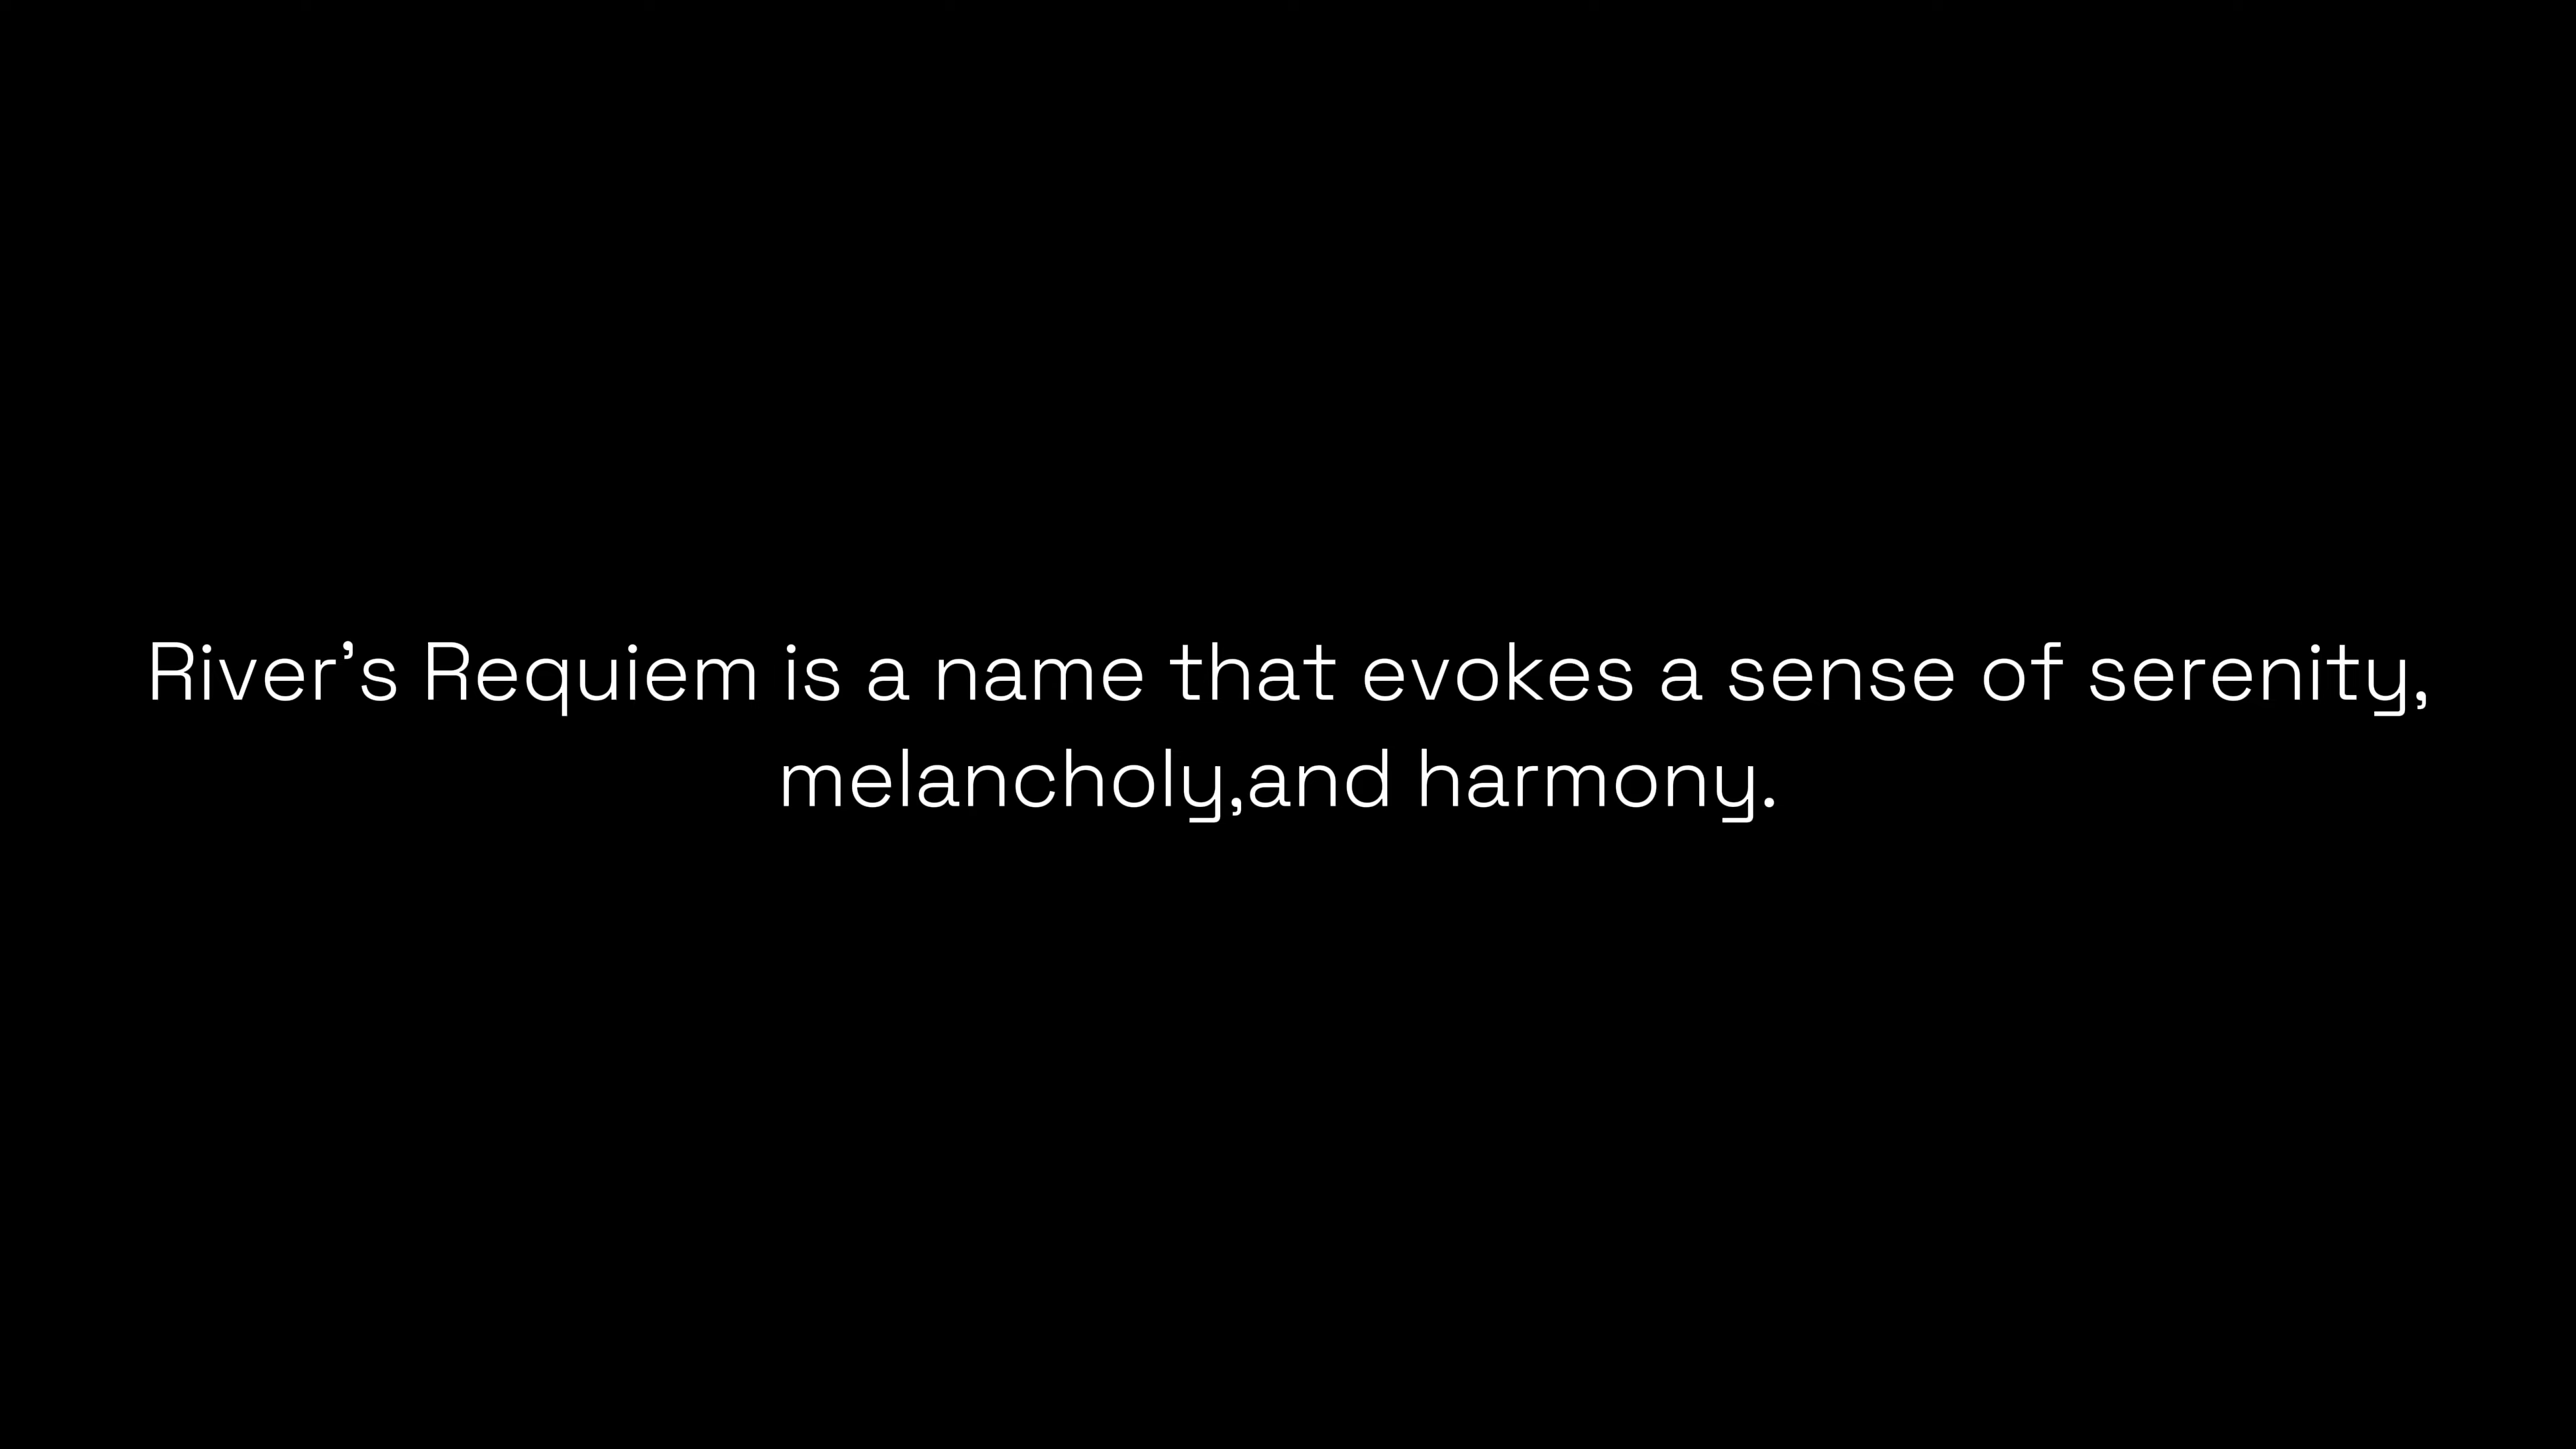 River’s Requiem is a name that evokes a sense of serenity,
melancholy,and harmony.